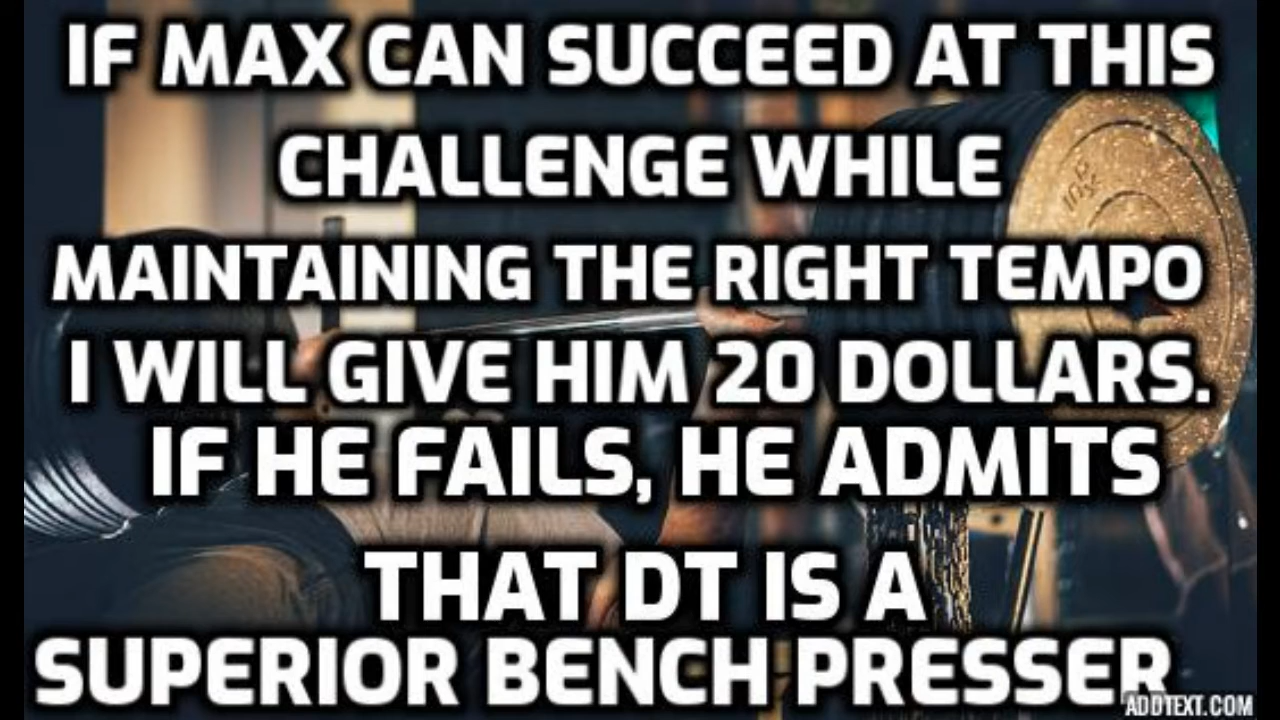 IF MAX CAN SUCCEED AT THIS
CHALLENGE WHILE
MAINTAINING THE RIGHT TEMPO
I WILL GIVE HIM 20 DOLLARS.
IF HE FAILS, HE ADMITS
THAT DT IS A
SUPERIOR BENCH PRESSER
ADDTEXT.COM